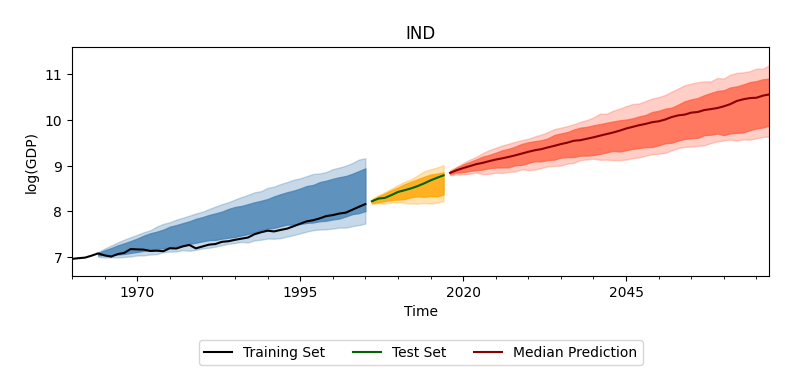 IND
log(GDP)
11
10
9
8
7
1970 1995 2020 2045
Time
Training Set Test Set Median Prediction